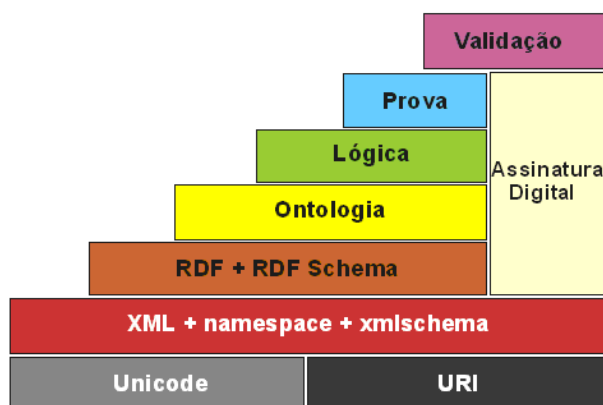 Validação
Prova
Lógica
Assinatura
Digital
Ontologia
RDF + RDF Schema
XML + namespace + xmlschema
Unicode
URI